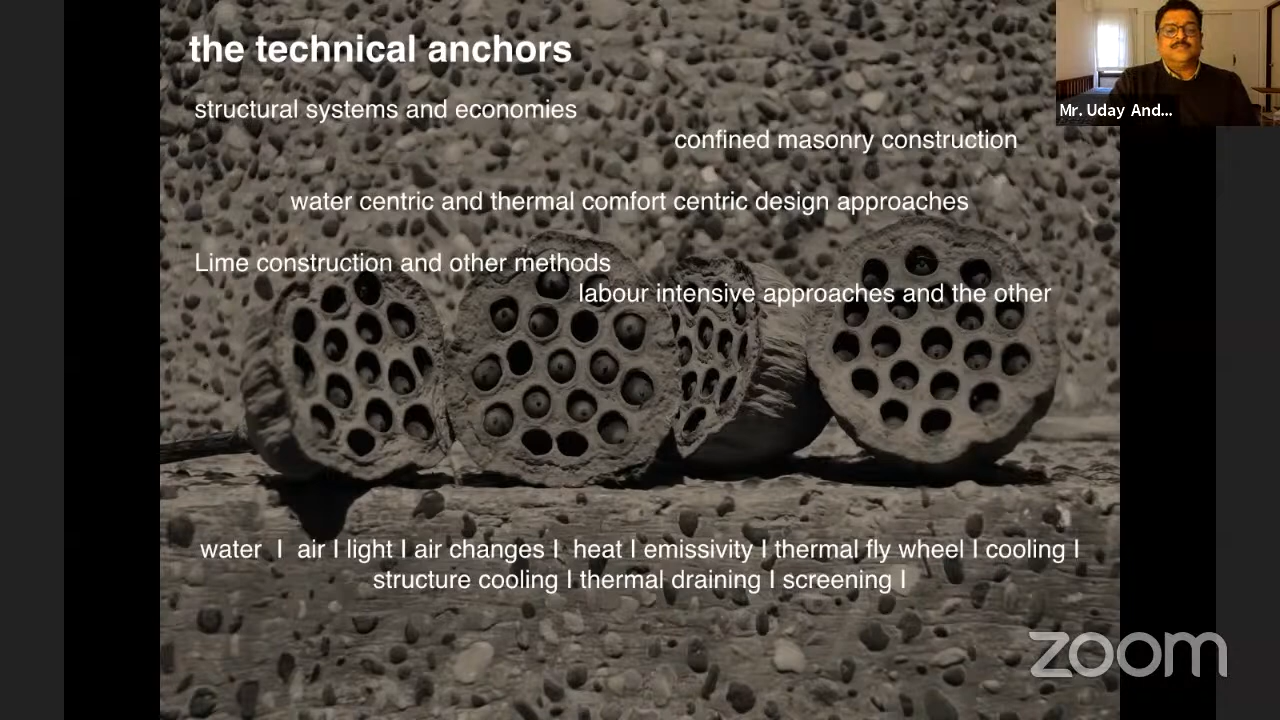 the technical anchors
structural systems and economies
confined masonry construction
water centric and thermal comfort centric design approaches
Lime construction and other methods
labour intensive approaches and the other
water I air I light I air changes I heat I emissivity I thermal fly wheel I cooling I
structure cooling I thermal draining I screening I
Mr. Uday And...
zoom